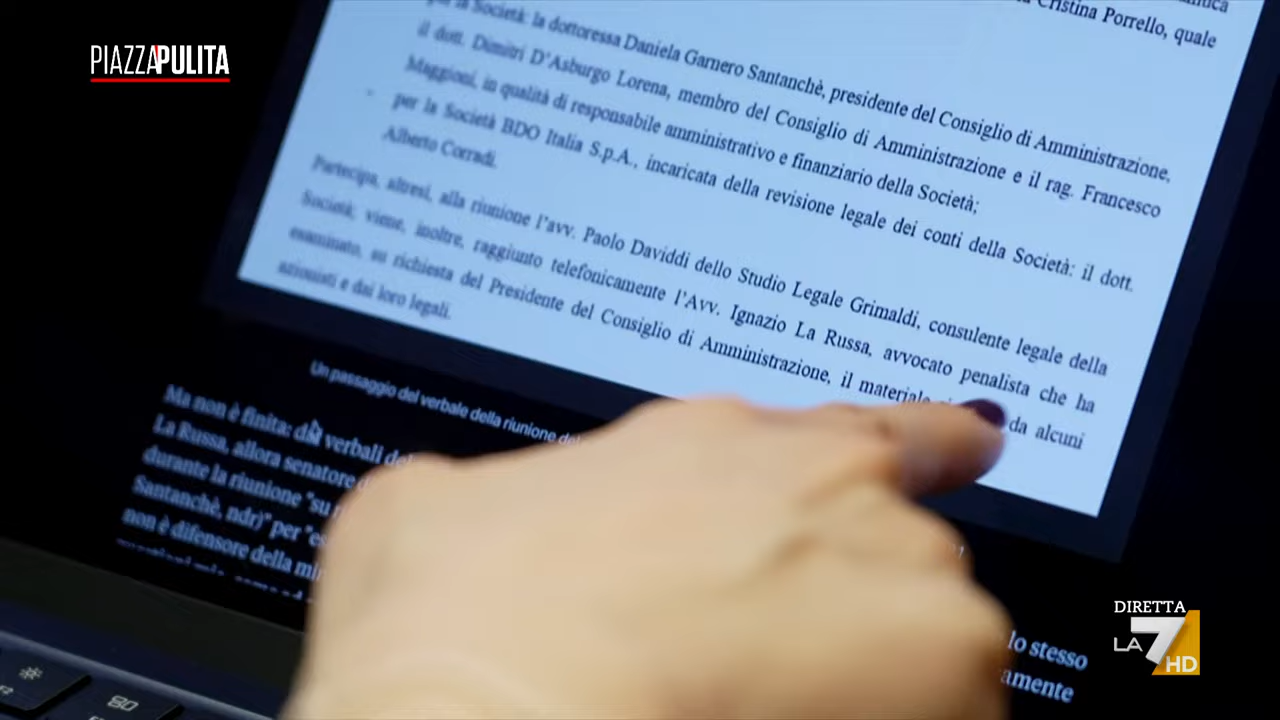 PIAZZAPULITA
Cristina Porrello, quale
per la Società: la dottoressa Daniela Garnero Santanchè, presidente del Consiglio di Amministrazione,
il dott. Dimitri D'Asburgo Lorena, membro del Consiglio di Amministrazione e il rag. Francesco
Maggioni, in qualità di responsabile amministrativo e finanziario della Società;
- per la Società BDO Italia S.p.A., incaricata della revisione legale dei conti della Società: il dott.
Alberto Corradi.
Partecipa, altresì, alla riunione l'avv. Paolo Daviddi dello Studio Legale Grimaldi, consulente legale della
Società; viene, inoltre, raggiunto telefonicamente l'Avv. Ignazio La Russa, avvocato penalista che ha
esaminato, su richiesta del Presidente del Consiglio di Amministrazione, il materiale da alcuni
azionisti e dai loro legali.
Un passaggio del verbale della riunione
Ma non è finita: dai verbali
La Russa, allora senatore
durante la riunione "su
Santanchè, ndr)" per
non è difensore della
lo stesso
amente
DIRETTA
LA 7 HD